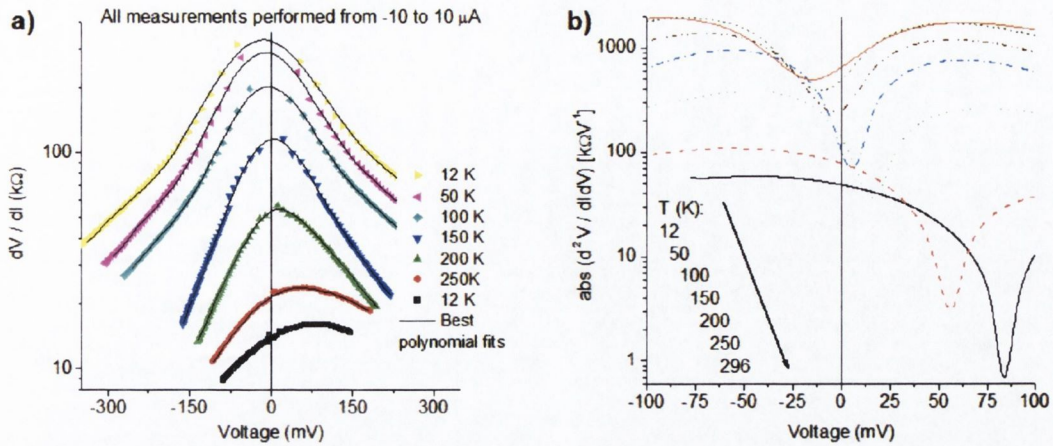 a)
All measurements performed from -10 to 10 μA
dV / dI (KΩ)
100
10
12 K
50 K
100 K
150 K
200 K
250K
12 K
Best
polynomial fits
-300 -150 0 150 300
Voltage (mV)
b)
abs (d² V / dIdV) [KΩV⁻¹]
1000
100
10
1
T (K):
12
50
100
150
200
250
296
-100 -75 -50 -25 0 25 50 75 100
Voltage (mV)